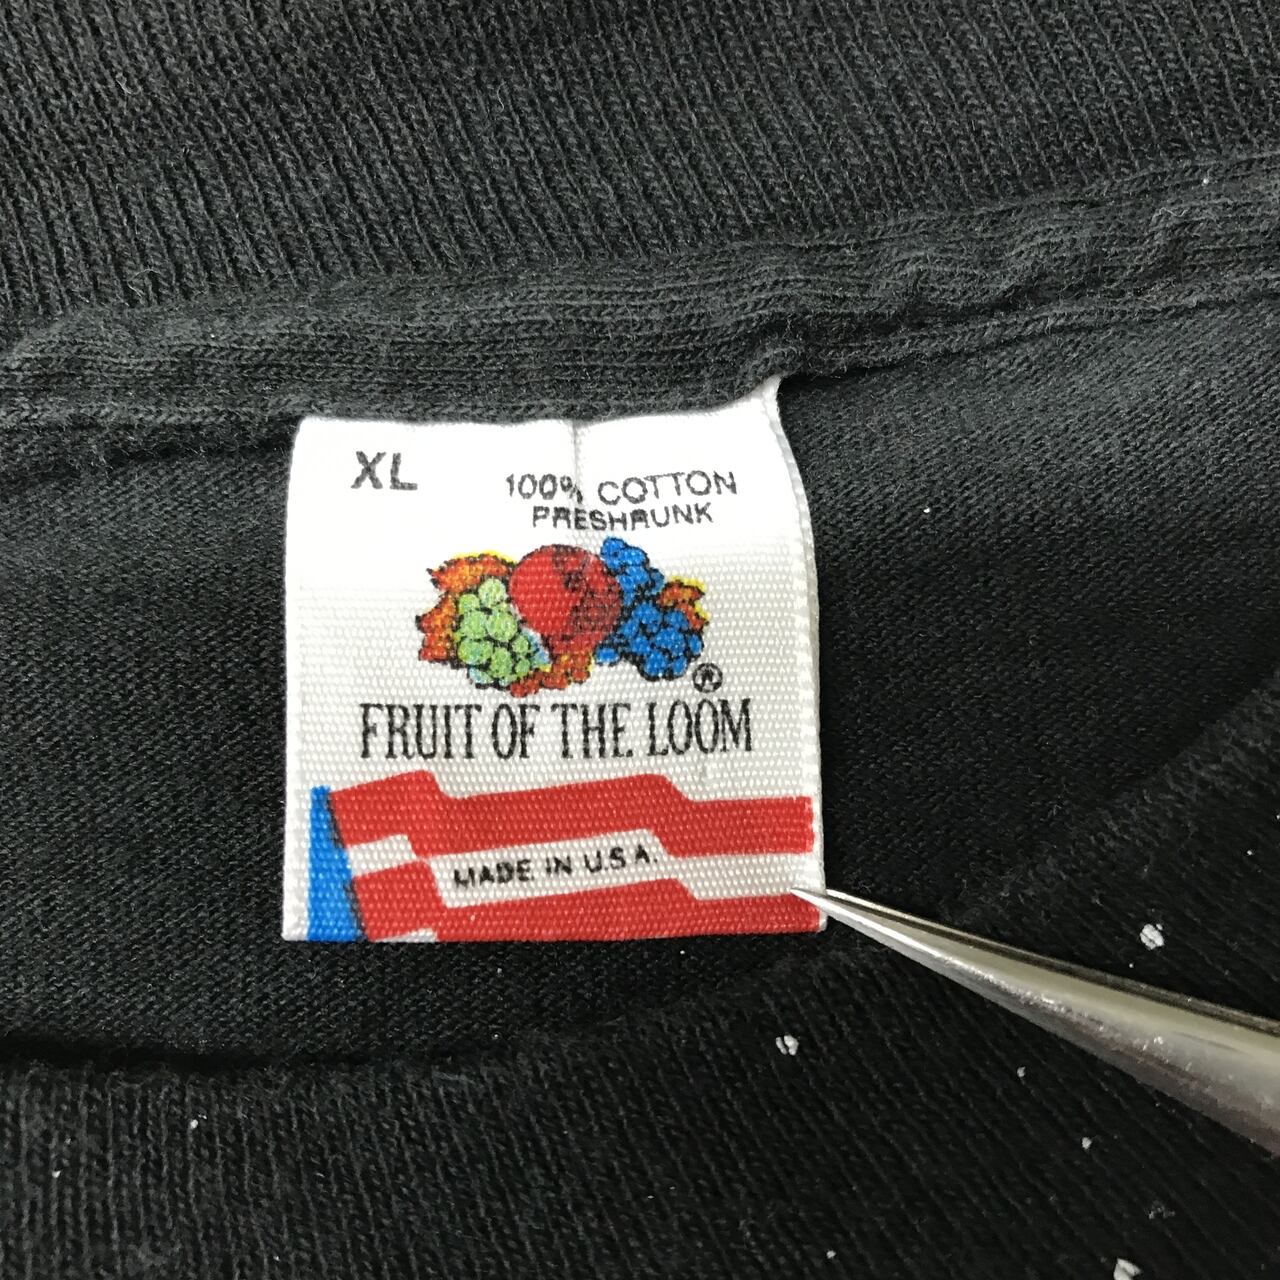 XL
100% COTTON
PRESHRUNK
®
FRUIT OF THE LOOM
MADE IN U.S.A.